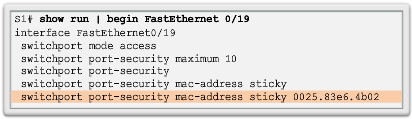 S1# show run | begin FastEthernet 0/19
interface FastEthernet0/19
switchport mode access
switchport port-security maximum 10
switchport port-security
switchport port-security mac-address sticky
switchport port-security mac-address sticky 0025.83e6.4b02